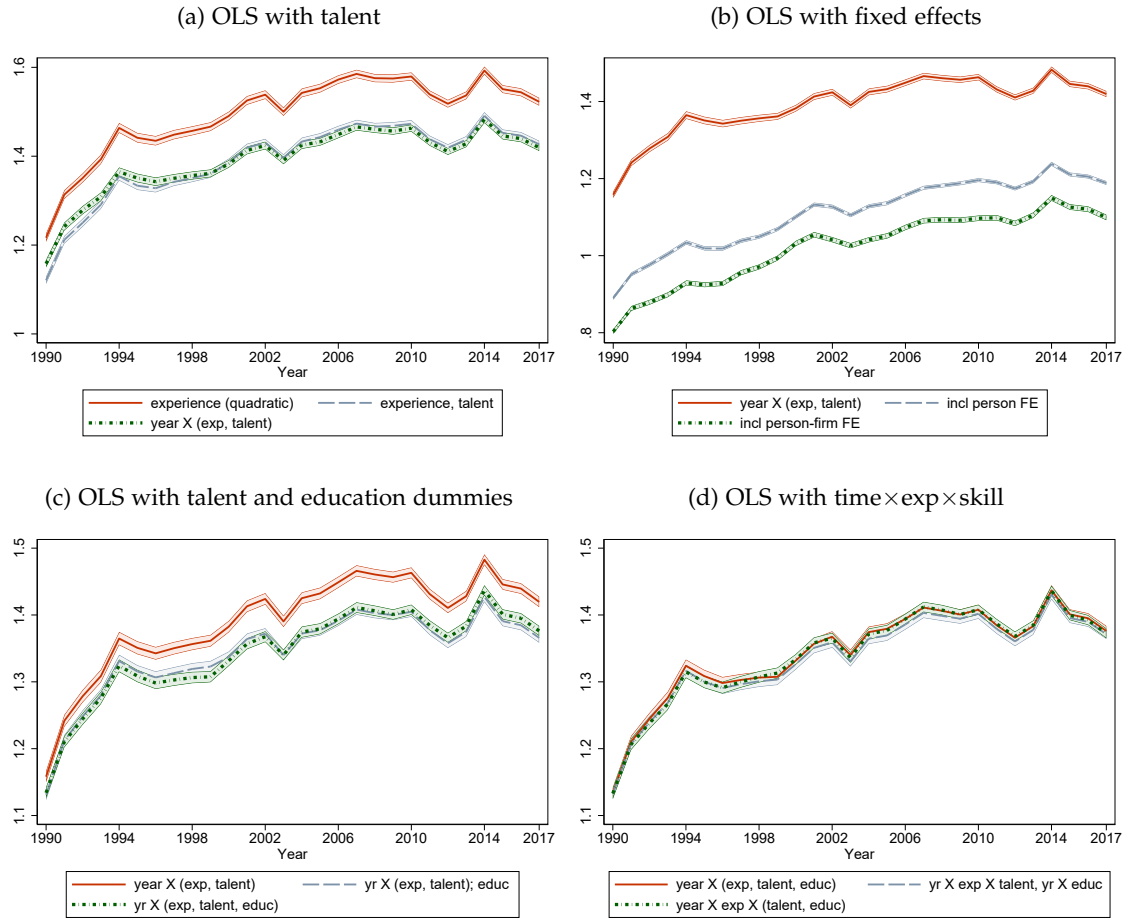 (a) OLS with talent
1.6
1.4
1.2
1
1990 1994 1998 2002 2006 2010 2014 2017
Year
experience (quadratic) experience, talent
year X (exp, talent)
(b) OLS with fixed effects
1.4
1.2
1
.8
1990 1994 1998 2002 2006 2010 2014 2017
Year
year X (exp, talent) incl person FE
incl person-firm FE
(c) OLS with talent and education dummies
1.5
1.4
1.3
1.2
1.1
1990 1994 1998 2002 2006 2010 2014 2017
Year
year X (exp, talent) yr X (exp, talent); educ
yr X (exp, talent, educ)
(d) OLS with time×exp×skill
1.5
1.4
1.3
1.2
1.1
1990 1994 1998 2002 2006 2010 2014 2017
Year
year X (exp, talent, educ) yr X exp X talent, yr X educ
year X exp X (talent, educ)